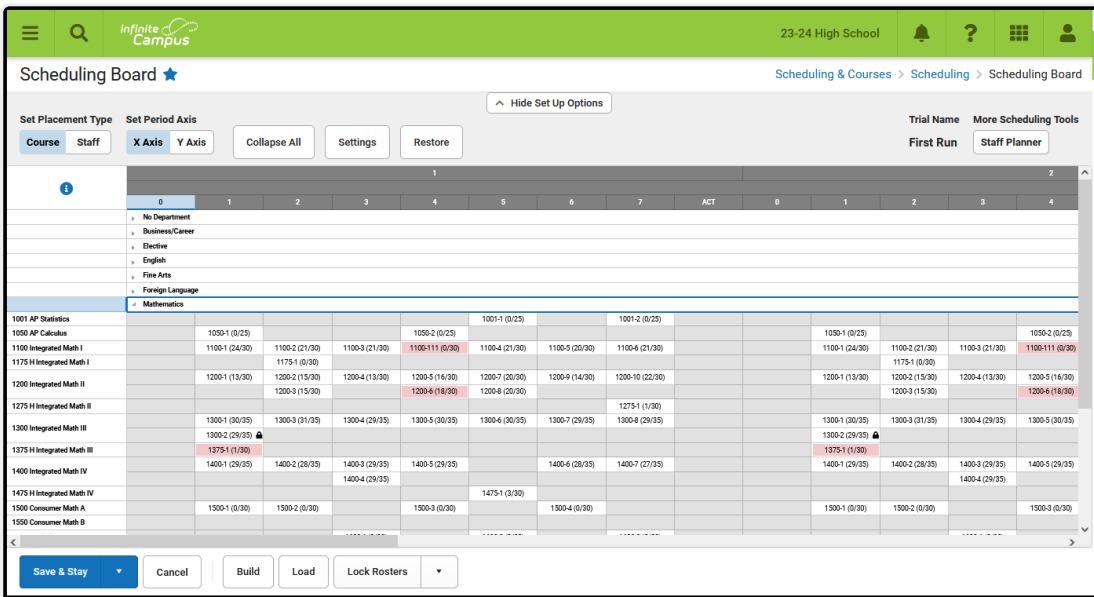 Infinite Campus
23-24 High School
?
Scheduling Board
Scheduling & Courses > Scheduling > Scheduling Board
Hide Set Up Options
Set Placement Type Set Period Axis Trial Name More Scheduling Tools
Course Staff X Axis Y Axis Collapse All Settings Restore First Run Staff Planner
1 2
0 1 2 3 4 5 6 7 ACT 0 1 2 3 4
No Department
Business/Career
Elective
English
Fine Arts
Foreign Language
Mathematics
1001 AP Statistics 1001-1 (0/25) 1001-2 (0/25)
1050 AP Calculus 1050-1 (0/25) 1050-2 (0/25) 1050-1 (0/25) 1050-2 (0/25)
1100 Integrated Math I 1100-1 (24/30) 1100-2 (21/30) 1100-3 (21/30) 1100-111 (0/30) 1100-4 (21/30) 1100-5 (20/30) 1100-6 (21/30) 1100-1 (24/30) 1100-2 (21/30) 1100-3 (21/30) 1100-111 (0/30)
1175 H Integrated Math I 1175-1 (0/30) 1175-1 (0/30)
1200 Integrated Math II 1200-1 (13/30) 1200-2 (15/30) 1200-4 (13/30) 1200-5 (16/30) 1200-7 (20/30) 1200-9 (14/30) 1200-10 (22/30) 1200-1 (13/30) 1200-2 (15/30) 1200-4 (13/30) 1200-5 (16/30)
1200-3 (15/30) 1200-6 (18/30) 1200-8 (20/30) 1200-3 (15/30) 1200-6 (18/30)
1275 H Integrated Math II 1275-1 (1/30)
1300 Integrated Math III 1300-1 (30/35) 1300-3 (31/35) 1300-4 (29/35) 1300-5 (30/35) 1300-6 (30/35) 1300-7 (29/35) 1300-8 (29/35) 1300-1 (30/35) 1300-3 (31/35) 1300-4 (29/35) 1300-5 (30/35)
1300-2 (29/35) 1300-2 (29/35)
1375 H Integrated Math III 1375-1 (1/30) 1375-1 (1/30)
1400 Integrated Math IV 1400-1 (29/35) 1400-2 (28/35) 1400-3 (29/35) 1400-5 (29/35) 1400-6 (28/35) 1400-7 (27/35) 1400-1 (29/35) 1400-2 (28/35) 1400-3 (29/35) 1400-5 (29/35)
1400-4 (29/35) 1400-4 (29/35)
1475 H Integrated Math IV 1475-1 (3/30)
1500 Consumer Math A 1500-1 (0/30) 1500-2 (0/30) 1500-3 (0/30) 1500-4 (0/30) 1500-1 (0/30) 1500-2 (0/30) 1500-3 (0/30)
1550 Consumer Math B
Save & Stay Cancel Build Load Lock Rosters